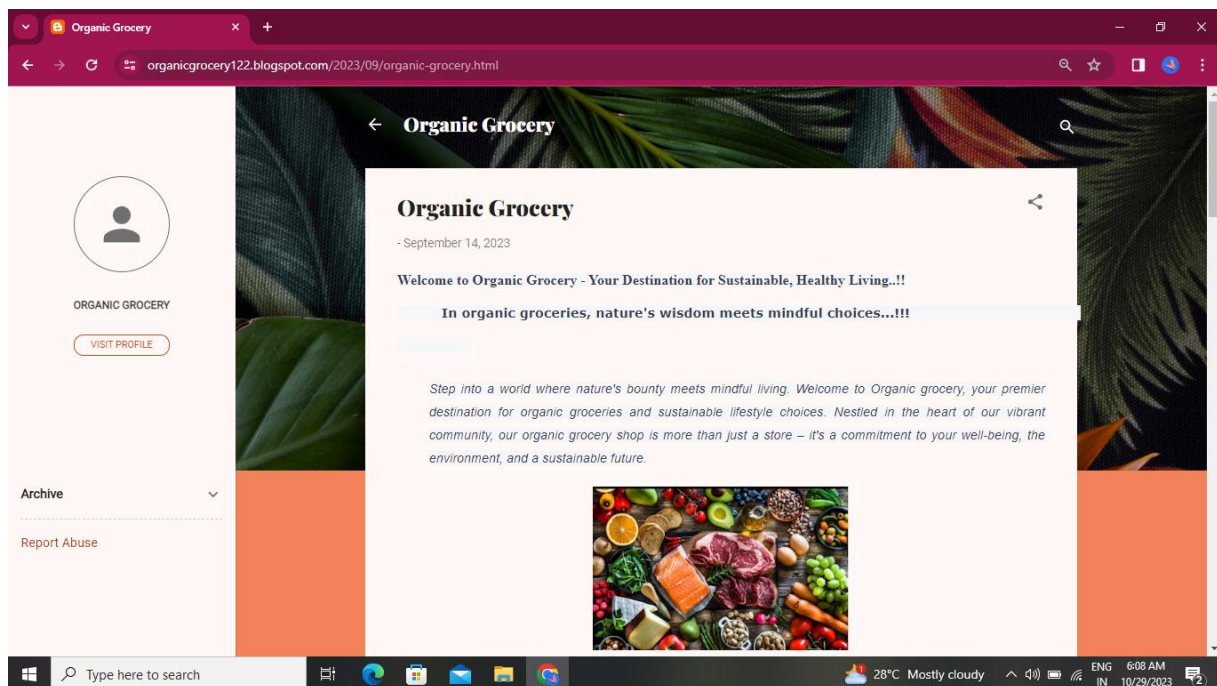 Organic Grocery
organicgrocery122.blogspot.com/2023/09/organic-grocery.html
Organic Grocery
Organic Grocery
- September 14, 2023
Welcome to Organic Grocery - Your Destination for Sustainable, Healthy Living..!!
In organic groceries, nature's wisdom meets mindful choices...!!!
ORGANIC GROCERY
VISIT PROFILE
Step into a world where nature's bounty meets mindful living. Welcome to Organic grocery, your premier
destination for organic groceries and sustainable lifestyle choices. Nestled in the heart of our vibrant
community, our organic grocery shop is more than just a store – it's a commitment to your well-being, the
environment, and a sustainable future.
Archive
Report Abuse
Type here to search
1
28°C Mostly cloudy
ENG
IN
6:08 AM
10/29/2023
2